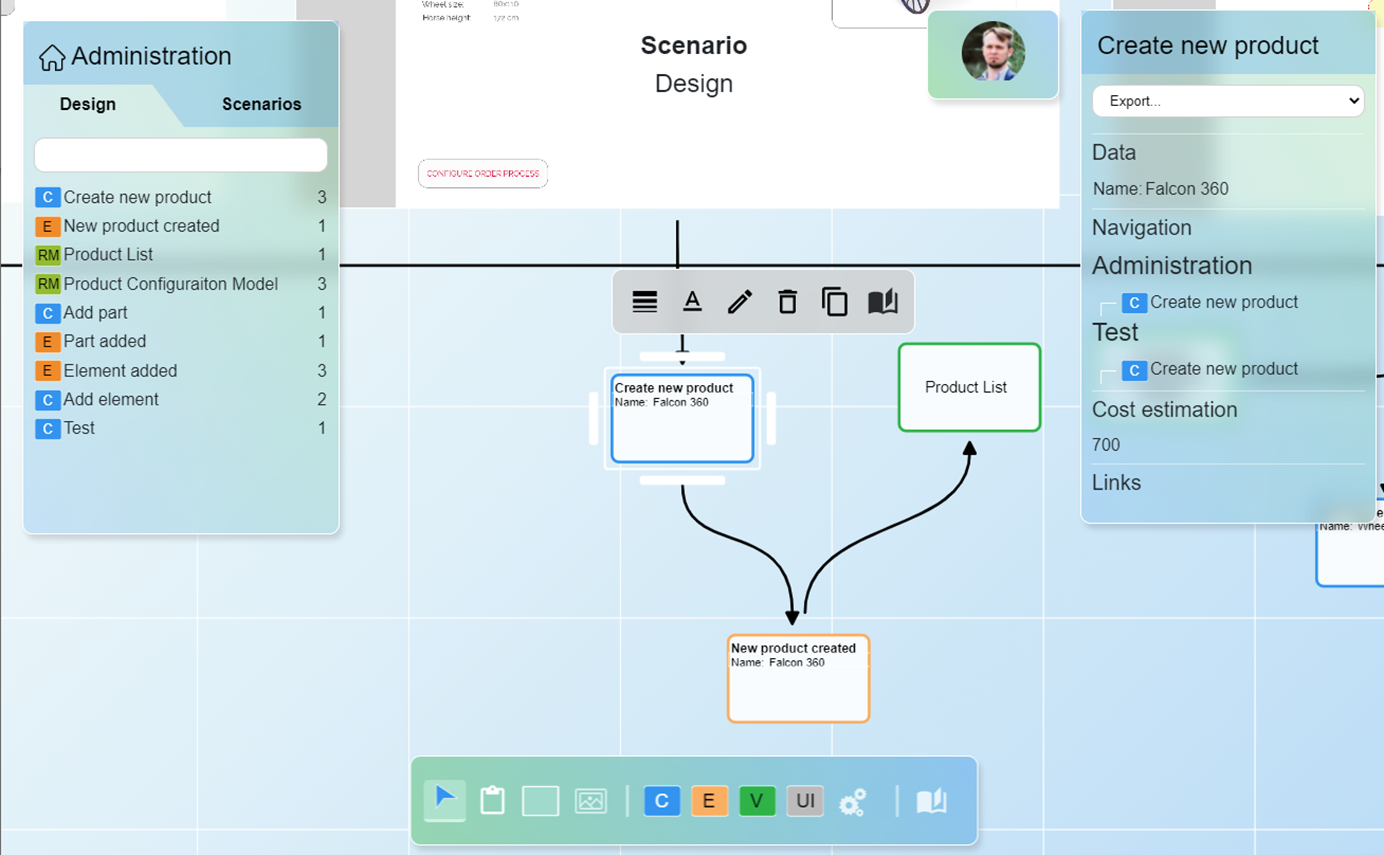 Wheel size: 80x10
Horse height: 172 cm
Scenario
Design
CONFIGURE ORDER PROCESS
Administration
Design Scenarios
C Create new product 3
E New product created 1
RM Product List 1
RM Product Configuraiton Model 3
C Add part 1
E Part added 1
E Element added 3
C Add element 2
C Test 1
A
Create new product
Name: Falcon 360
Product List
New product created
Name: Falcon 360
C E V UI
Create new product
Export...
Data
Name: Falcon 360
Navigation
Administration
C Create new product
Test
C Create new product
Cost estimation
700
Links
Name: Whee